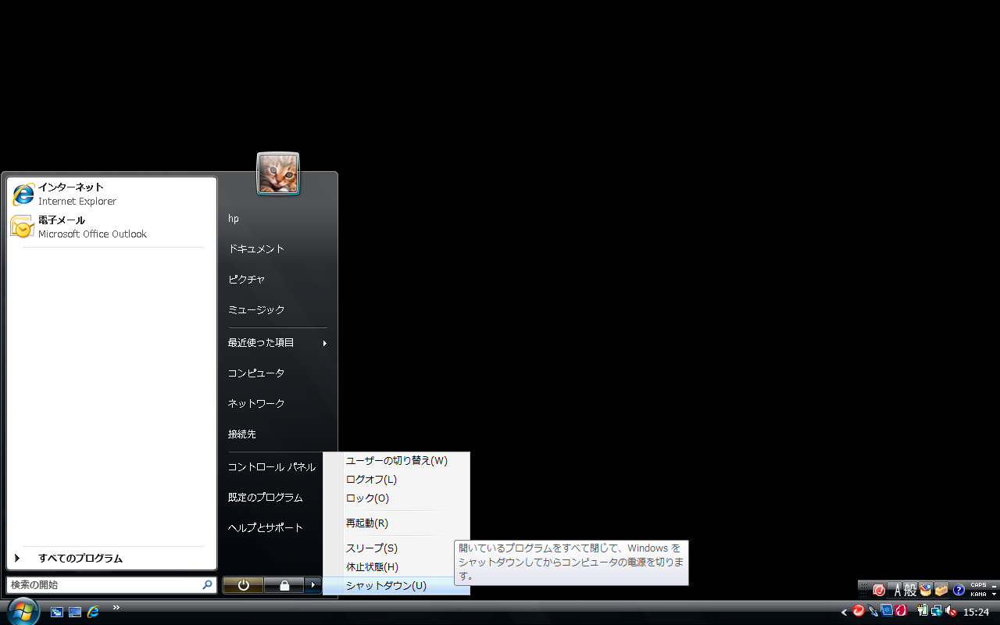 インターネット
Internet Explorer
電子メール
Microsoft Office Outlook
すべてのプログラム
検索の開始
hp
ドキュメント
ピクチャ
ミュージック
最近使った項目
コンピュータ
ネットワーク
接続先
コントロール パネル
既定のプログラム
ヘルプとサポート
ユーザーの切り替え(W)
ログオフ(L)
ロック(O)
再起動(R)
スリープ(S)
休止状態(H)
シャットダウン(U)
開いているプログラムをすべて閉じて、Windows を
シャットダウンしてからコンピュータの電源を切りま
す。
A 般
CAPS
KANA
15:24